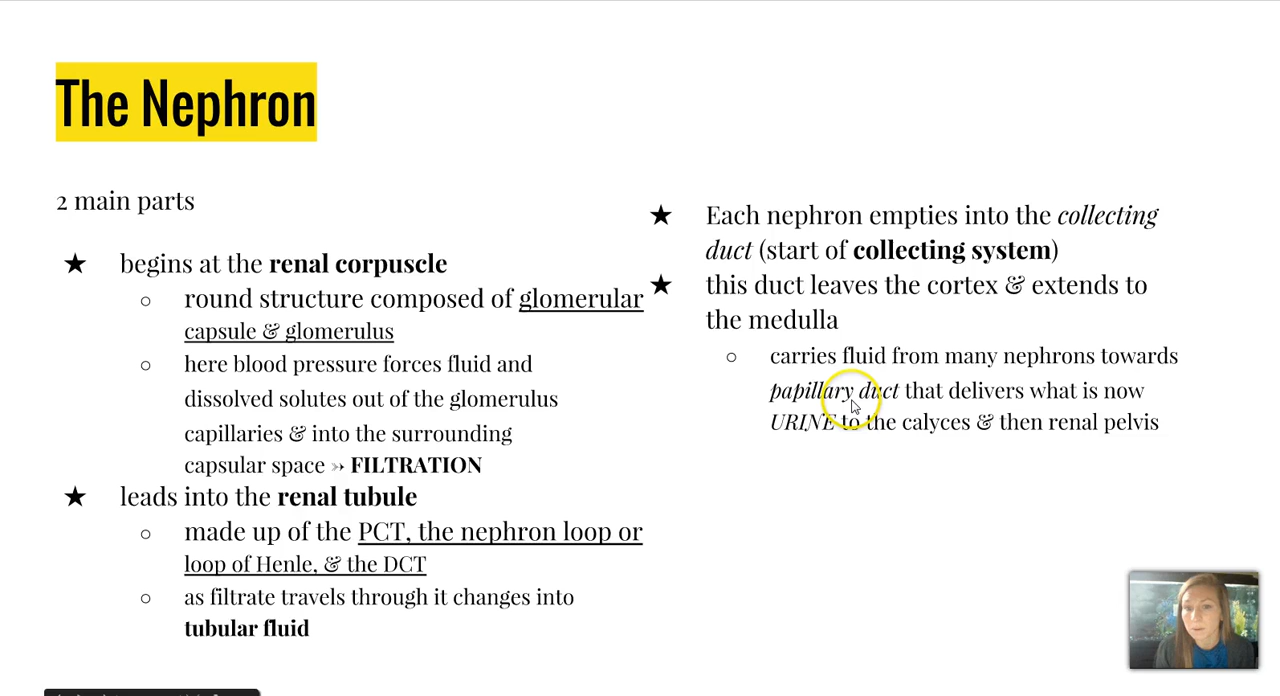 The Nephron
2 main parts
★ begins at the renal corpuscle
○ round structure composed of glomerular
capsule & glomerulus
○ here blood pressure forces fluid and
dissolved solutes out of the glomerulus
capillaries & into the surrounding
capsular space ➳ FILTRATION
★ leads into the renal tubule
○ made up of the PCT, the nephron loop or
loop of Henle, & the DCT
○ as filtrate travels through it changes into
tubular fluid
★ Each nephron empties into the collecting
duct (start of collecting system)
★ this duct leaves the cortex & extends to
the medulla
○ carries fluid from many nephrons towards
papillary duct that delivers what is now
URINE to the calyces & then renal pelvis